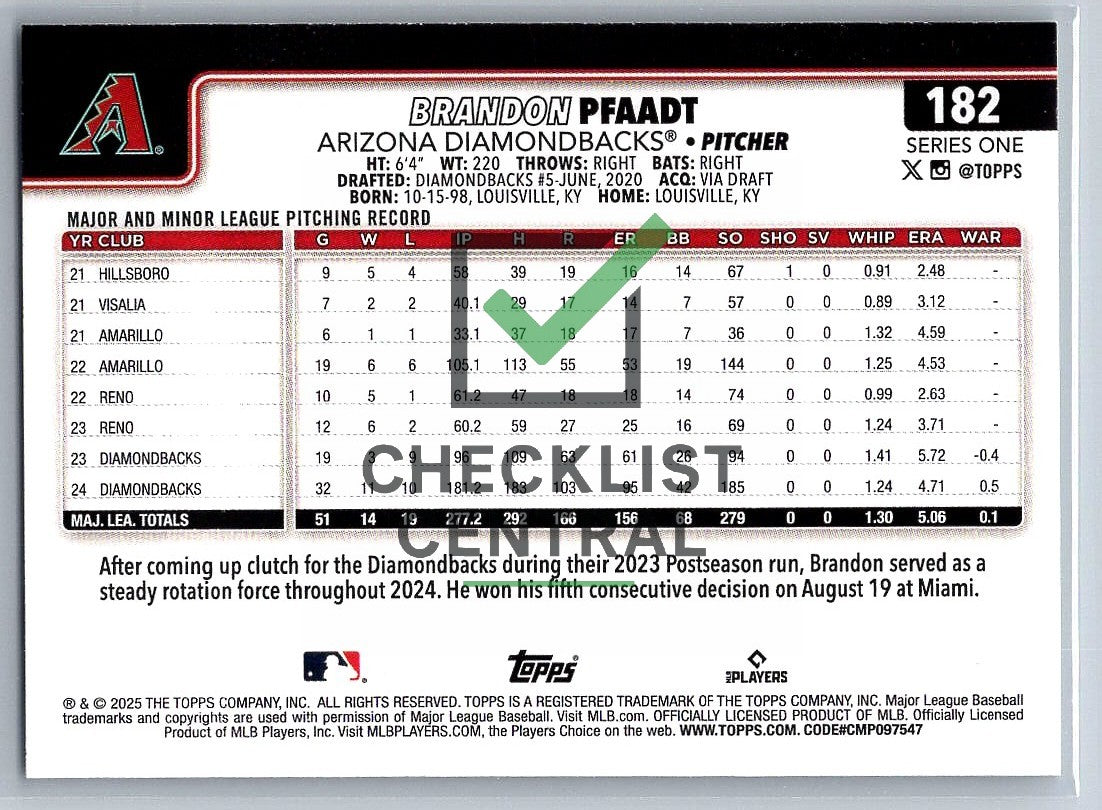 182
BRANDON PFAADT
ARIZONA DIAMONDBACKS® • PITCHER
SERIES ONE
HT: 6'4" WT: 220 THROWS: RIGHT BATS: RIGHT
@TOPPS
DRAFTED: DIAMONDBACKS #5-JUNE, 2020 ACQ: VIA DRAFT
BORN: 10-15-98, LOUISVILLE, KY HOME: LOUISVILLE, KY
MAJOR AND MINOR LEAGUE PITCHING RECORD
YR CLUB G W L IP H R ER BB SO SHO SV WHIP ERA WAR
21 HILLSBORO 9 5 4 58 39 19 16 14 67 1 0 0.91 2.48 -
21 VISALIA 7 2 2 40.1 29 17 14 7 57 0 0 0.89 3.12 -
21 AMARILLO 6 1 1 33.1 37 18 17 7 36 0 0 1.32 4.59 -
22 AMARILLO 19 6 6 105.1 113 55 53 19 144 0 0 1.25 4.53 -
22 RENO 10 5 1 61.2 47 18 18 14 74 0 0 0.99 2.63 -
23 RENO 12 6 2 60.2 59 27 25 16 69 0 0 1.24 3.71 -
23 DIAMONDBACKS 19 3 9 96 109 63 61 26 94 0 0 1.41 5.72 -0.4
24 DIAMONDBACKS 32 11 10 181.2 183 103 95 42 185 0 0 1.24 4.71 0.5
MAJ. LEA. TOTALS 51 14 19 277.2 292 166 156 68 279 0 0 1.30 5.06 0.1
CHECKLIST
CENTRAL
After coming up clutch for the Diamondbacks during their 2023 Postseason run, Brandon served as a
steady rotation force throughout 2024. He won his fifth consecutive decision on August 19 at Miami.
Topps®
MLB PLAYERS
® & © 2025 THE TOPPS COMPANY, INC. ALL RIGHTS RESERVED. TOPPS IS A REGISTERED TRADEMARK OF THE TOPPS COMPANY, INC. Major League Baseball
trademarks and copyrights are used with permission of Major League Baseball. Visit MLB.com. OFFICIALLY LICENSED PRODUCT OF MLB. Officially Licensed
Product of MLB Players, Inc. Visit MLBPLAYERS.COM, the Players Choice on the web. WWW.TOPPS.COM. CODE#CMP097547